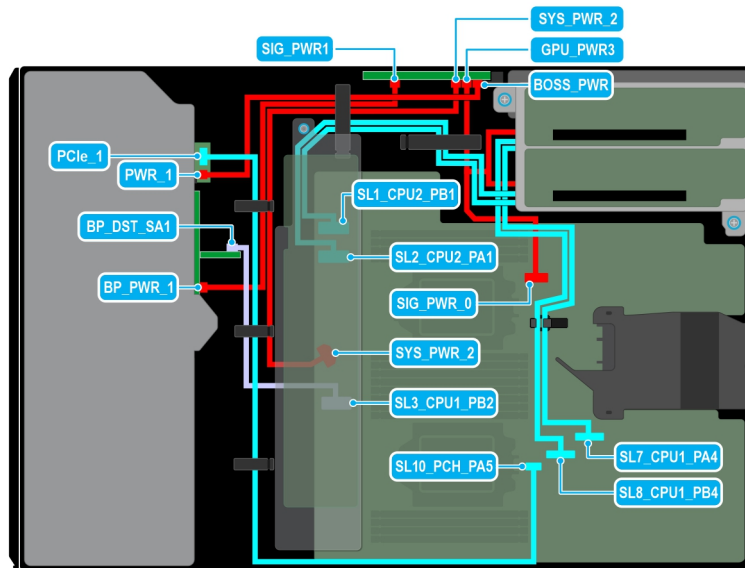 SYS_PWR_2
SIG_PWR1
GPU_PWR3
BOSS_PWR
PCIe_1
PWR_1
SL1_CPU2_PB1
BP_DST_SA1
SL2_CPU2_PA1
BP_PWR_1
SIG_PWR_0
SYS_PWR_2
SL3_CPU1_PB2
SL10_PCH_PA5
SL7_CPU1_PA4
SL8_CPU1_PB4